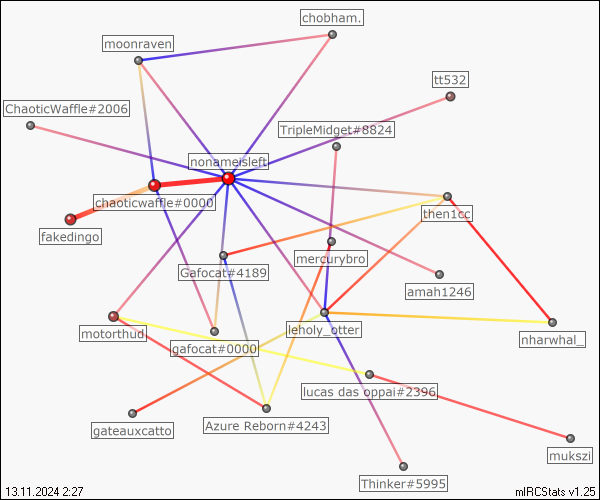 chobham.
moonraven
tt532
ChaoticWaffle#2006
TripleMidget#8824
nonameisleft
chaoticwaffle#0000
then1cc
fakedingo
mercurybro
Gafocat#4189
amah1246
leholy_otter
motorthud
nharwhal_
gafocat#0000
lucas das oppai#2396
Azure Reborn#4243
gateauxcatto
mukszi
Thinker#5995
13.11.2024 2:27
mIRCStats v1.25